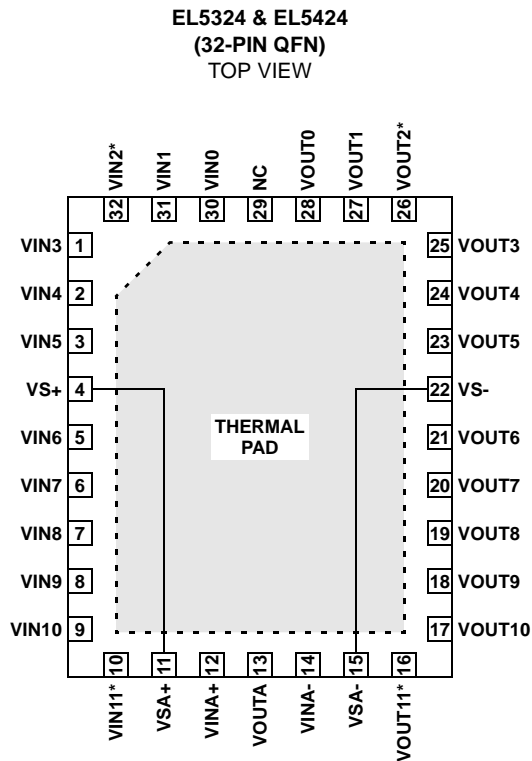 EL5324 & EL5424
(32-PIN QFN)
TOP VIEW
VIN2*
VIN1
VIN0
NC
VOUT0
VOUT1
VOUT2*
32
31
30
29
28
27
26
VIN3 1
VIN4 2
VIN5 3
VS+ 4
VIN6 5
VIN7 6
VIN8 7
VIN9 8
VIN10 9
THERMAL
PAD
25 VOUT3
24 VOUT4
23 VOUT5
22 VS-
21 VOUT6
20 VOUT7
19 VOUT8
18 VOUT9
17 VOUT10
10
11
12
13
14
15
16
VIN11*
VSA+
VINA+
VOUTA
VINA-
VSA-
VOUT11*